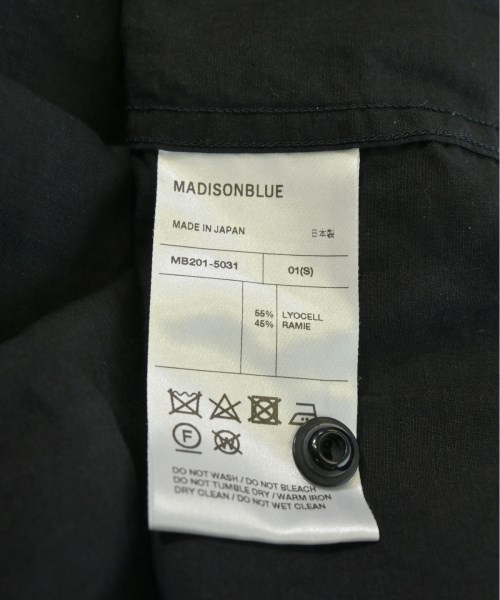 MADISONBLUE
MADE IN JAPAN 日本製
MB201-5031 01(S)
55% LYOCELL
45% RAMIE
F W
DO NOT WASH / DO NOT BLEACH
DO NOT TUMBLE DRY / WARM IRON
DRY CLEAN / DO NOT WET CLEAN